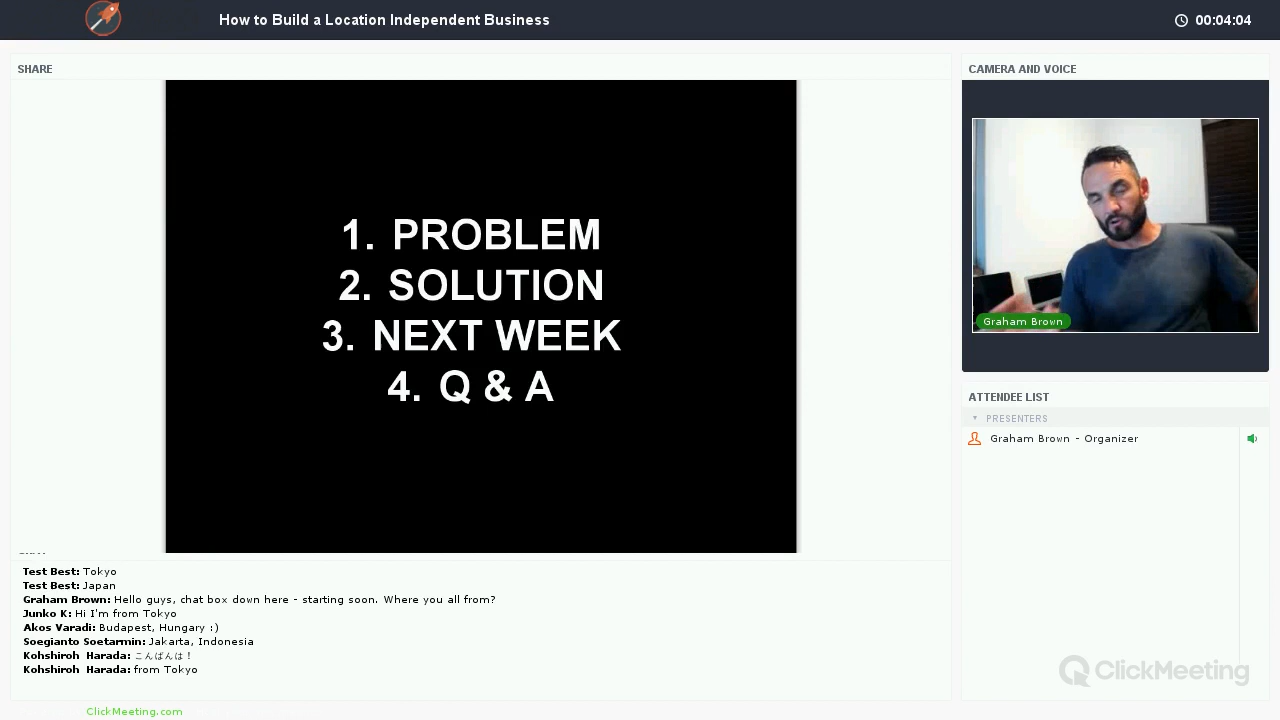 How to Build a Location Independent Business
00:04:04
SHARE
1. PROBLEM
2. SOLUTION
3. NEXT WEEK
4. Q & A
Test Best: Tokyo
Test Best: Japan
Graham Brown: Hello guys, chat box down here - starting soon. Where you all from?
Junko K: Hi I'm from Tokyo
Akos Varadi: Budapest, Hungary :)
Soegianto Soetarmin: Jakarta, Indonesia
Kohshiroh Harada: こんばんは！
Kohshiroh Harada: from Tokyo
ClickMeeting.com
CAMERA AND VOICE
Graham Brown
ATTENDEE LIST
PRESENTERS
Graham Brown - Organizer
ClickMeeting